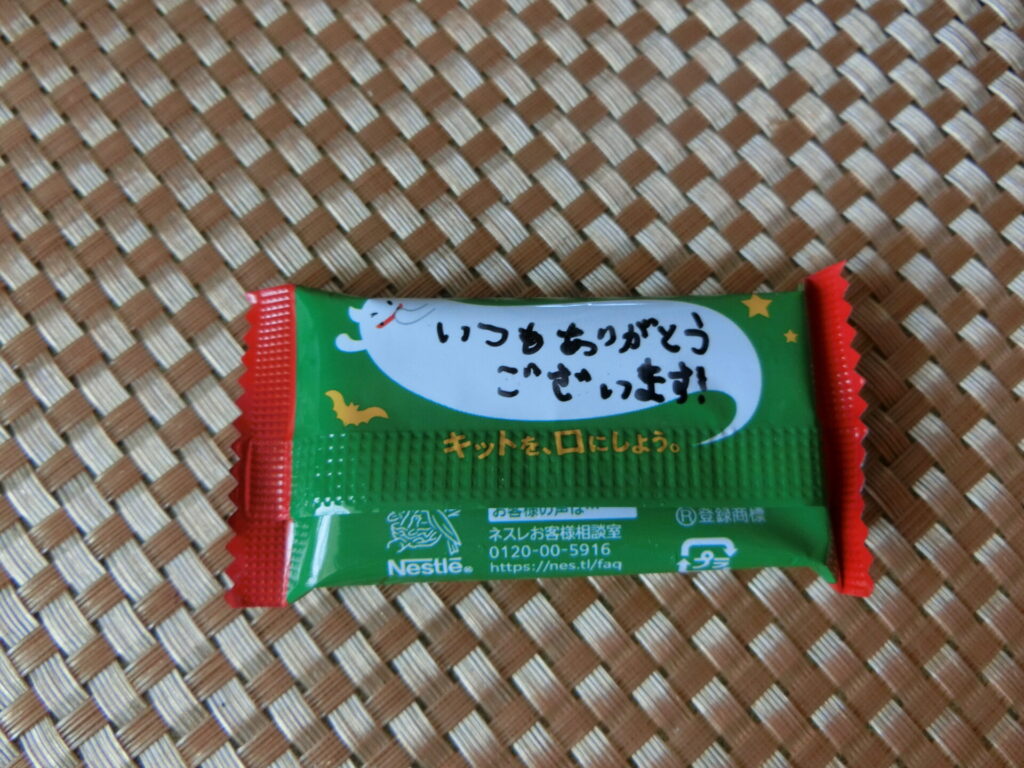 いつもありがとう
ございます!
キットを、口にしよう。
お客様の声は…
ネスレお客様相談室
0120-00-5916
https://nes.tl/faq
Nestlé®
Ⓡ登録商標
プラ